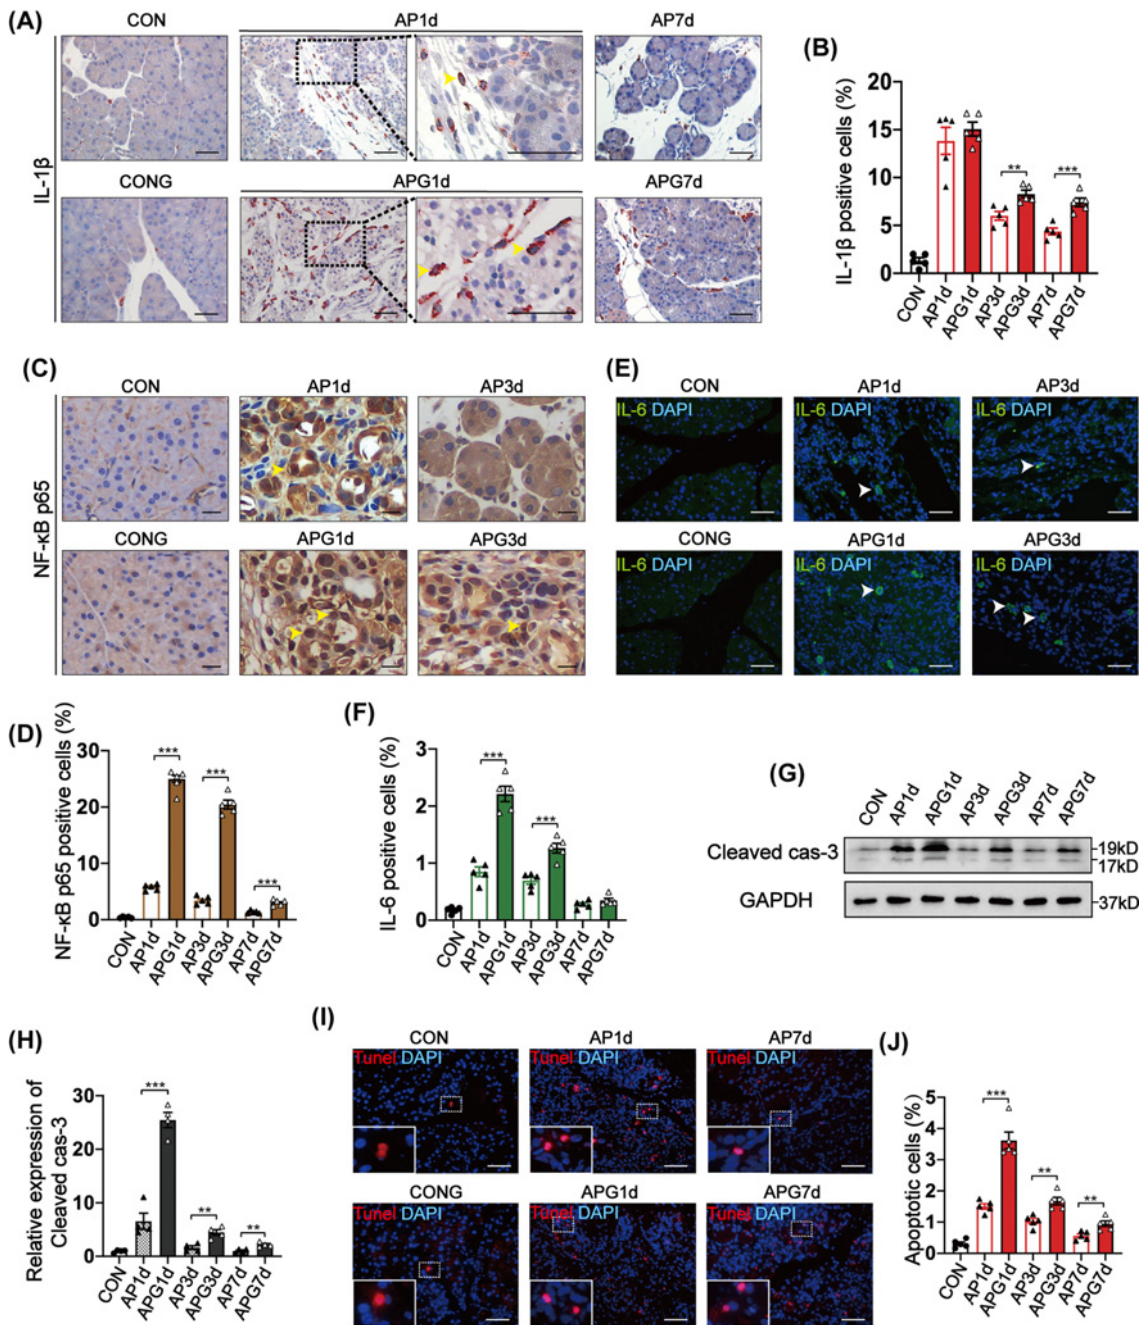 (A)
CON
AP1d
AP7d
IL-1β
CONG
APG1d
APG7d
(B)
IL-1β positive cells (%)
20
15
10
5
0
**
***
CON
AP1d
APG1d
AP3d
APG3d
AP7d
APG7d
(C)
CON
AP1d
AP3d
NF-κB p65
CONG
APG1d
APG3d
(E)
CON
AP1d
AP3d
IL-6 DAPI
IL-6 DAPI
IL-6 DAPI
CONG
APG1d
APG3d
IL-6 DAPI
IL-6 DAPI
IL-6 DAPI
(D)
NF-κB p65 positive cells (%)
30
20
10
0
***
***
***
CON
AP1d
APG1d
AP3d
APG3d
AP7d
APG7d
(F)
IL-6 positive cells (%)
3
2
1
0
***
***
CON
AP1d
APG1d
AP3d
APG3d
AP7d
APG7d
(G)
CON
AP1d
APG1d
AP3d
APG3d
AP7d
APG7d
Cleaved cas-3
19kD
17kD
GAPDH
37kD
(H)
Relative expression of
Cleaved cas-3
30
20
10
0
***
**
**
CON
AP1d
APG1d
AP3d
APG3d
AP7d
APG7d
(I)
CON
AP1d
AP7d
Tunel DAPI
Tunel DAPI
Tunel DAPI
CONG
APG1d
APG7d
Tunel DAPI
Tunel DAPI
Tunel DAPI
(J)
Apoptotic cells (%)
5
4
3
2
1
0
***
**
**
CON
AP1d
APG1d
AP3d
APG3d
AP7d
APG7d